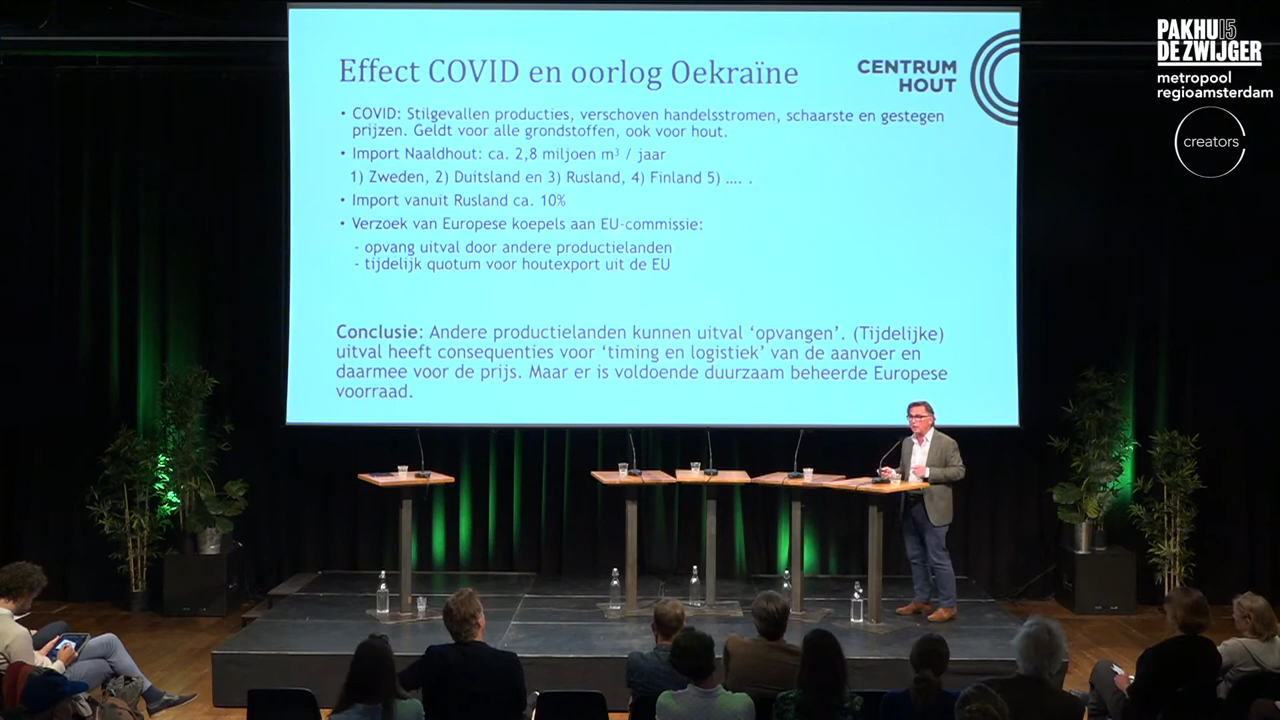 Effect COVID en oorlog Oekraïne
CENTRUM
HOUT
• COVID: Stilgevallen producties, verschoven handelsstromen, schaarste en gestegen
prijzen. Geldt voor alle grondstoffen, ook voor hout.
• Import Naaldhout: ca. 2,8 miljoen m³ / jaar
1) Zweden, 2) Duitsland en 3) Rusland, 4) Finland 5) .... .
• Import vanuit Rusland ca. 10%
• Verzoek van Europese koepels aan EU-commissie:
- opvang uitval door andere productielanden
- tijdelijk quotum voor houtexport uit de EU
Conclusie: Andere productielanden kunnen uitval ‘opvangen’. (Tijdelijke)
uitval heeft consequenties voor ‘timing en logistiek’ van de aanvoer en
daarmee voor de prijs. Maar er is voldoende duurzaam beheerde Europese
voorraad.
PAKHU15
DE ZWIJGER
metropool
regioamsterdam
creators